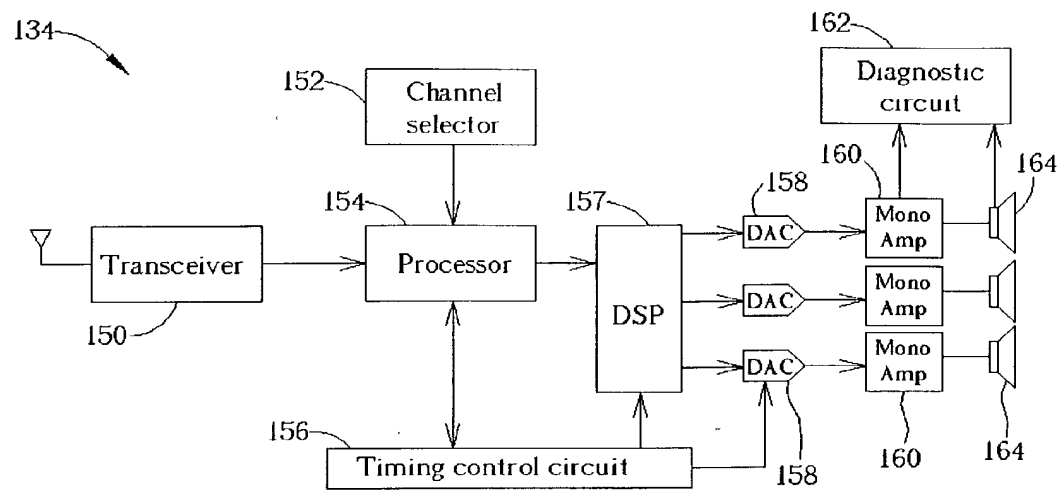 134
162
Diagnostic
circuit
152
Channel
selector
164
160
158
154
157
Mono
Amp
DAC
Transceiver
Processor
DSP
DAC
Mono
Amp
150
DAC
Mono
Amp
156
158
160
164
Timing control circuit